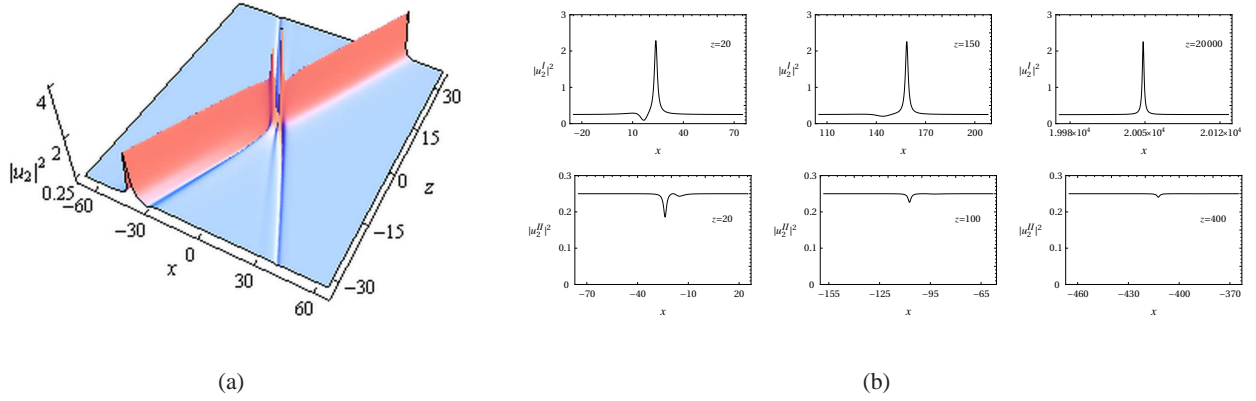 4
2
|u₂|²
0.25
−60
−30
0
30
60
x
30
15
0
−15
−30
z
(a)
3
2
1
0
|u₂ᴵ|²
z=20
−20 10 40 70
x
3
2
1
0
|u₂ᴵ|²
z=150
110 140 170 200
x
3
2
1
0
|u₂ᴵ|²
z=20000
1.998×10⁴ 2.005×10⁴ 2.012×10⁴
x
0.3
0.2
0.1
0
|u₂ᴵᴵ|²
z=20
−70 −40 −10 20
x
0.3
0.2
0.1
0
|u₂ᴵᴵ|²
z=100
−155 −125 −95 −65
x
0.3
0.2
0.1
0
|u₂ᴵᴵ|²
z=400
−460 −430 −400 −370
x
(b)